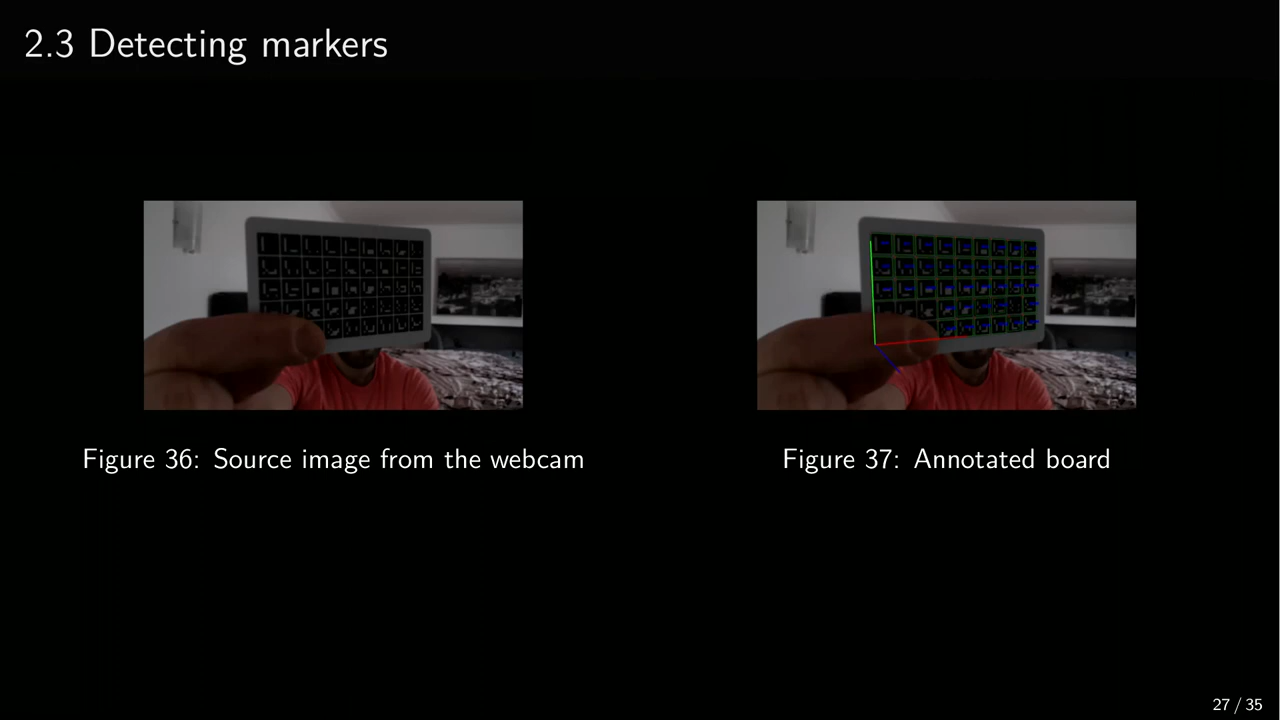 2.3 Detecting markers
Figure 36: Source image from the webcam
Figure 37: Annotated board
27 / 35